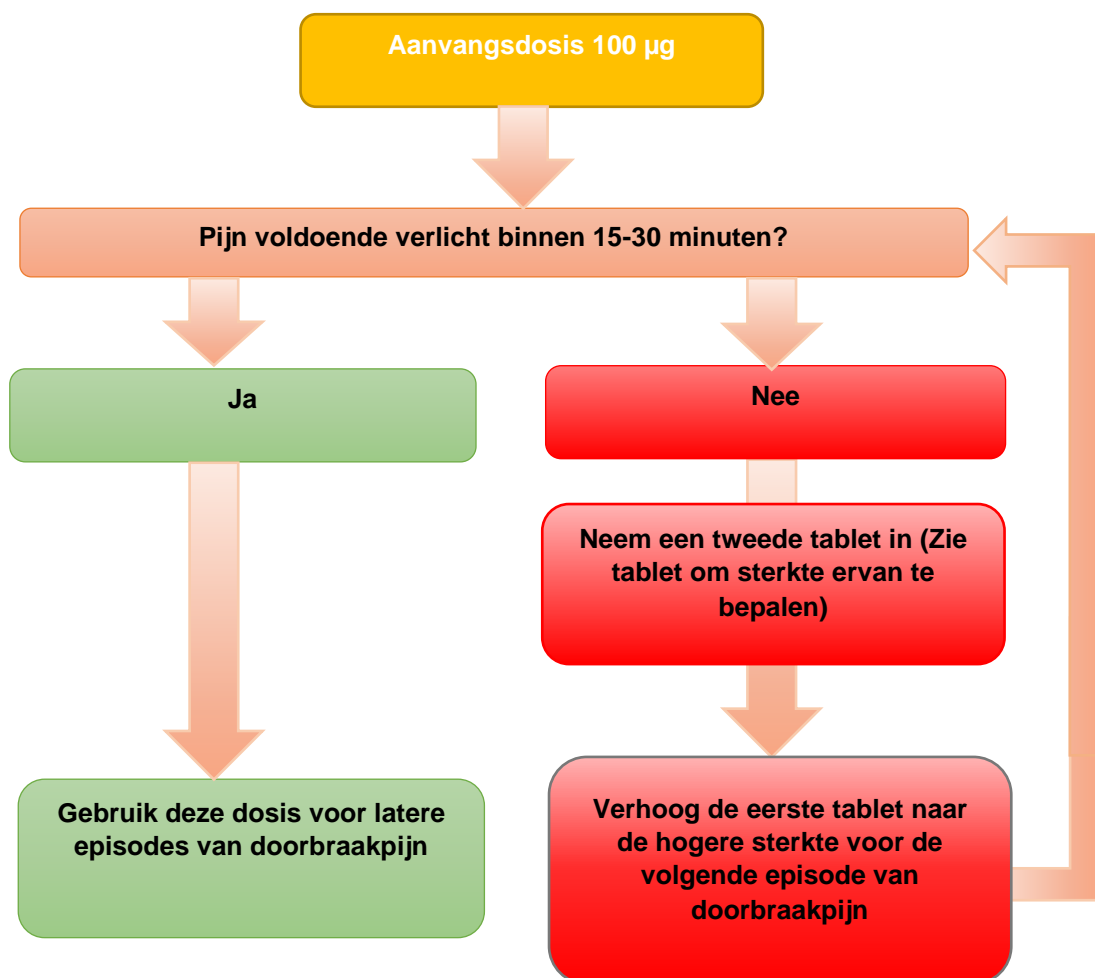 Aanvangsdosis 100 µg
Pijn voldoende verlicht binnen 15-30 minuten?
Ja
Nee
Neem een tweede tablet in (Zie
tablet om sterkte ervan te
bepalen)
Gebruik deze dosis voor latere
episodes van doorbraakpijn
Verhoog de eerste tablet naar
de hogere sterkte voor de
volgende episode van
doorbraakpijn